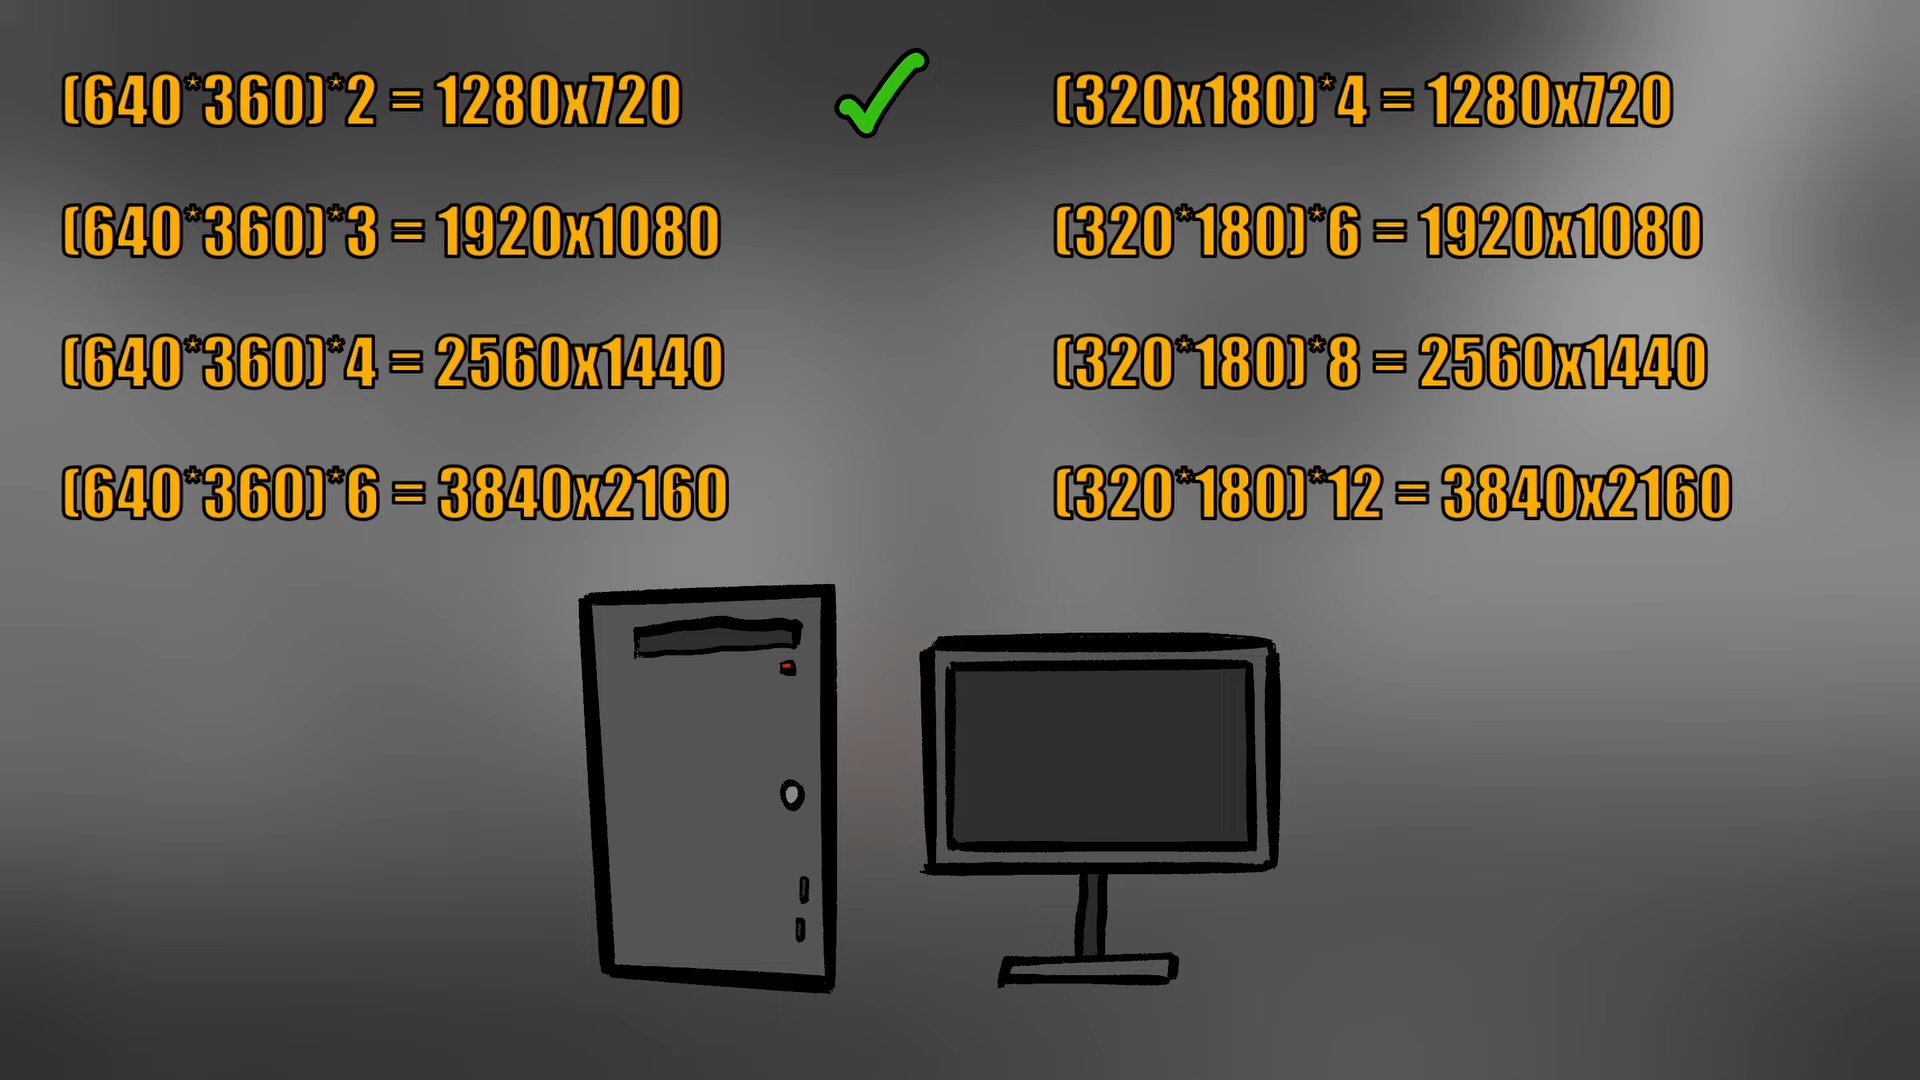 (640*360)*2 = 1280x720
(640*360)*3 = 1920x1080
(640*360)*4 = 2560x1440
(640*360)*6 = 3840x2160
(320x180)*4 = 1280x720
(320*180)*6 = 1920x1080
(320*180)*8 = 2560x1440
(320*180)*12 = 3840x2160